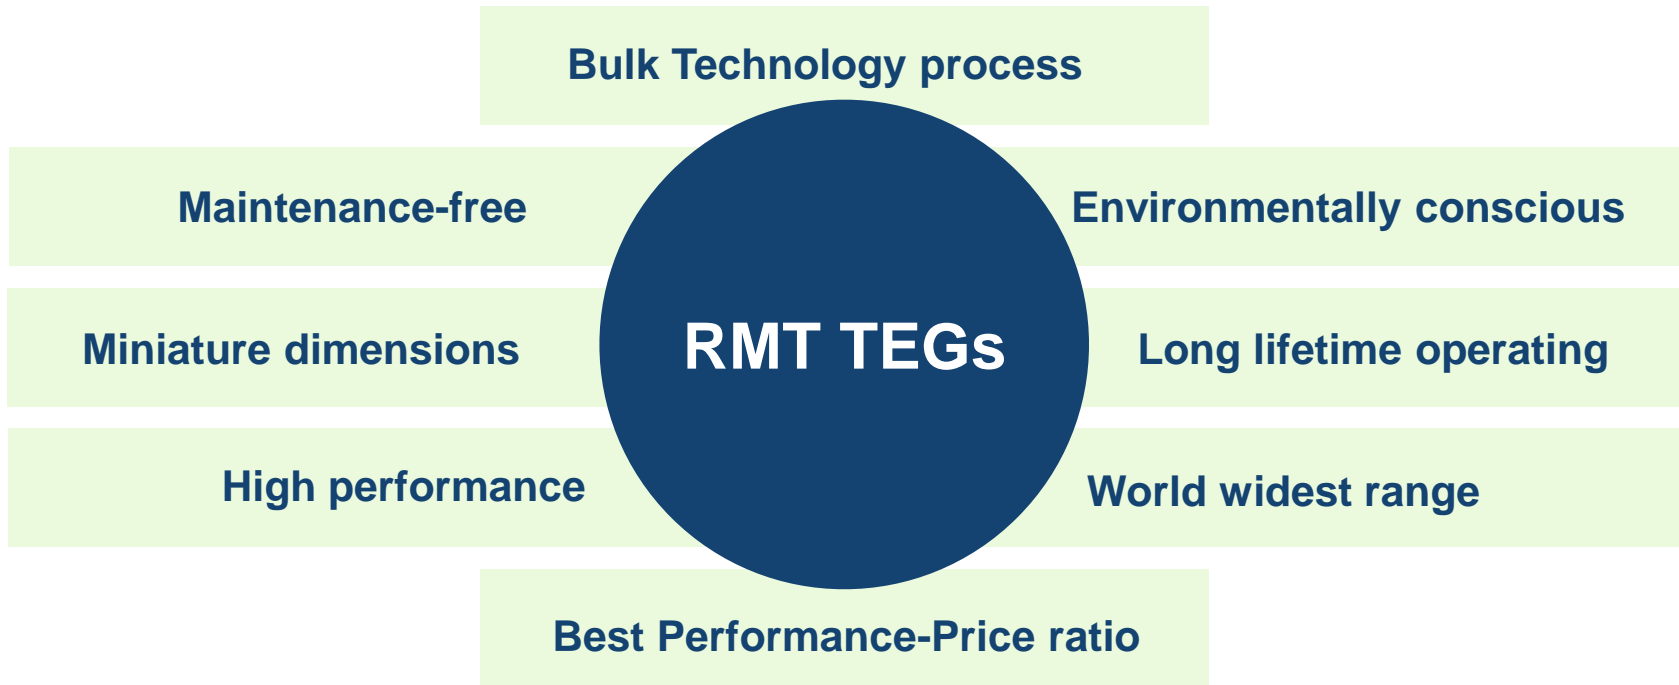 Bulk Technology process
Maintenance-free
Environmentally conscious
Miniature dimensions
RMT TEGs
Long lifetime operating
High performance
World widest range
Best Performance-Price ratio